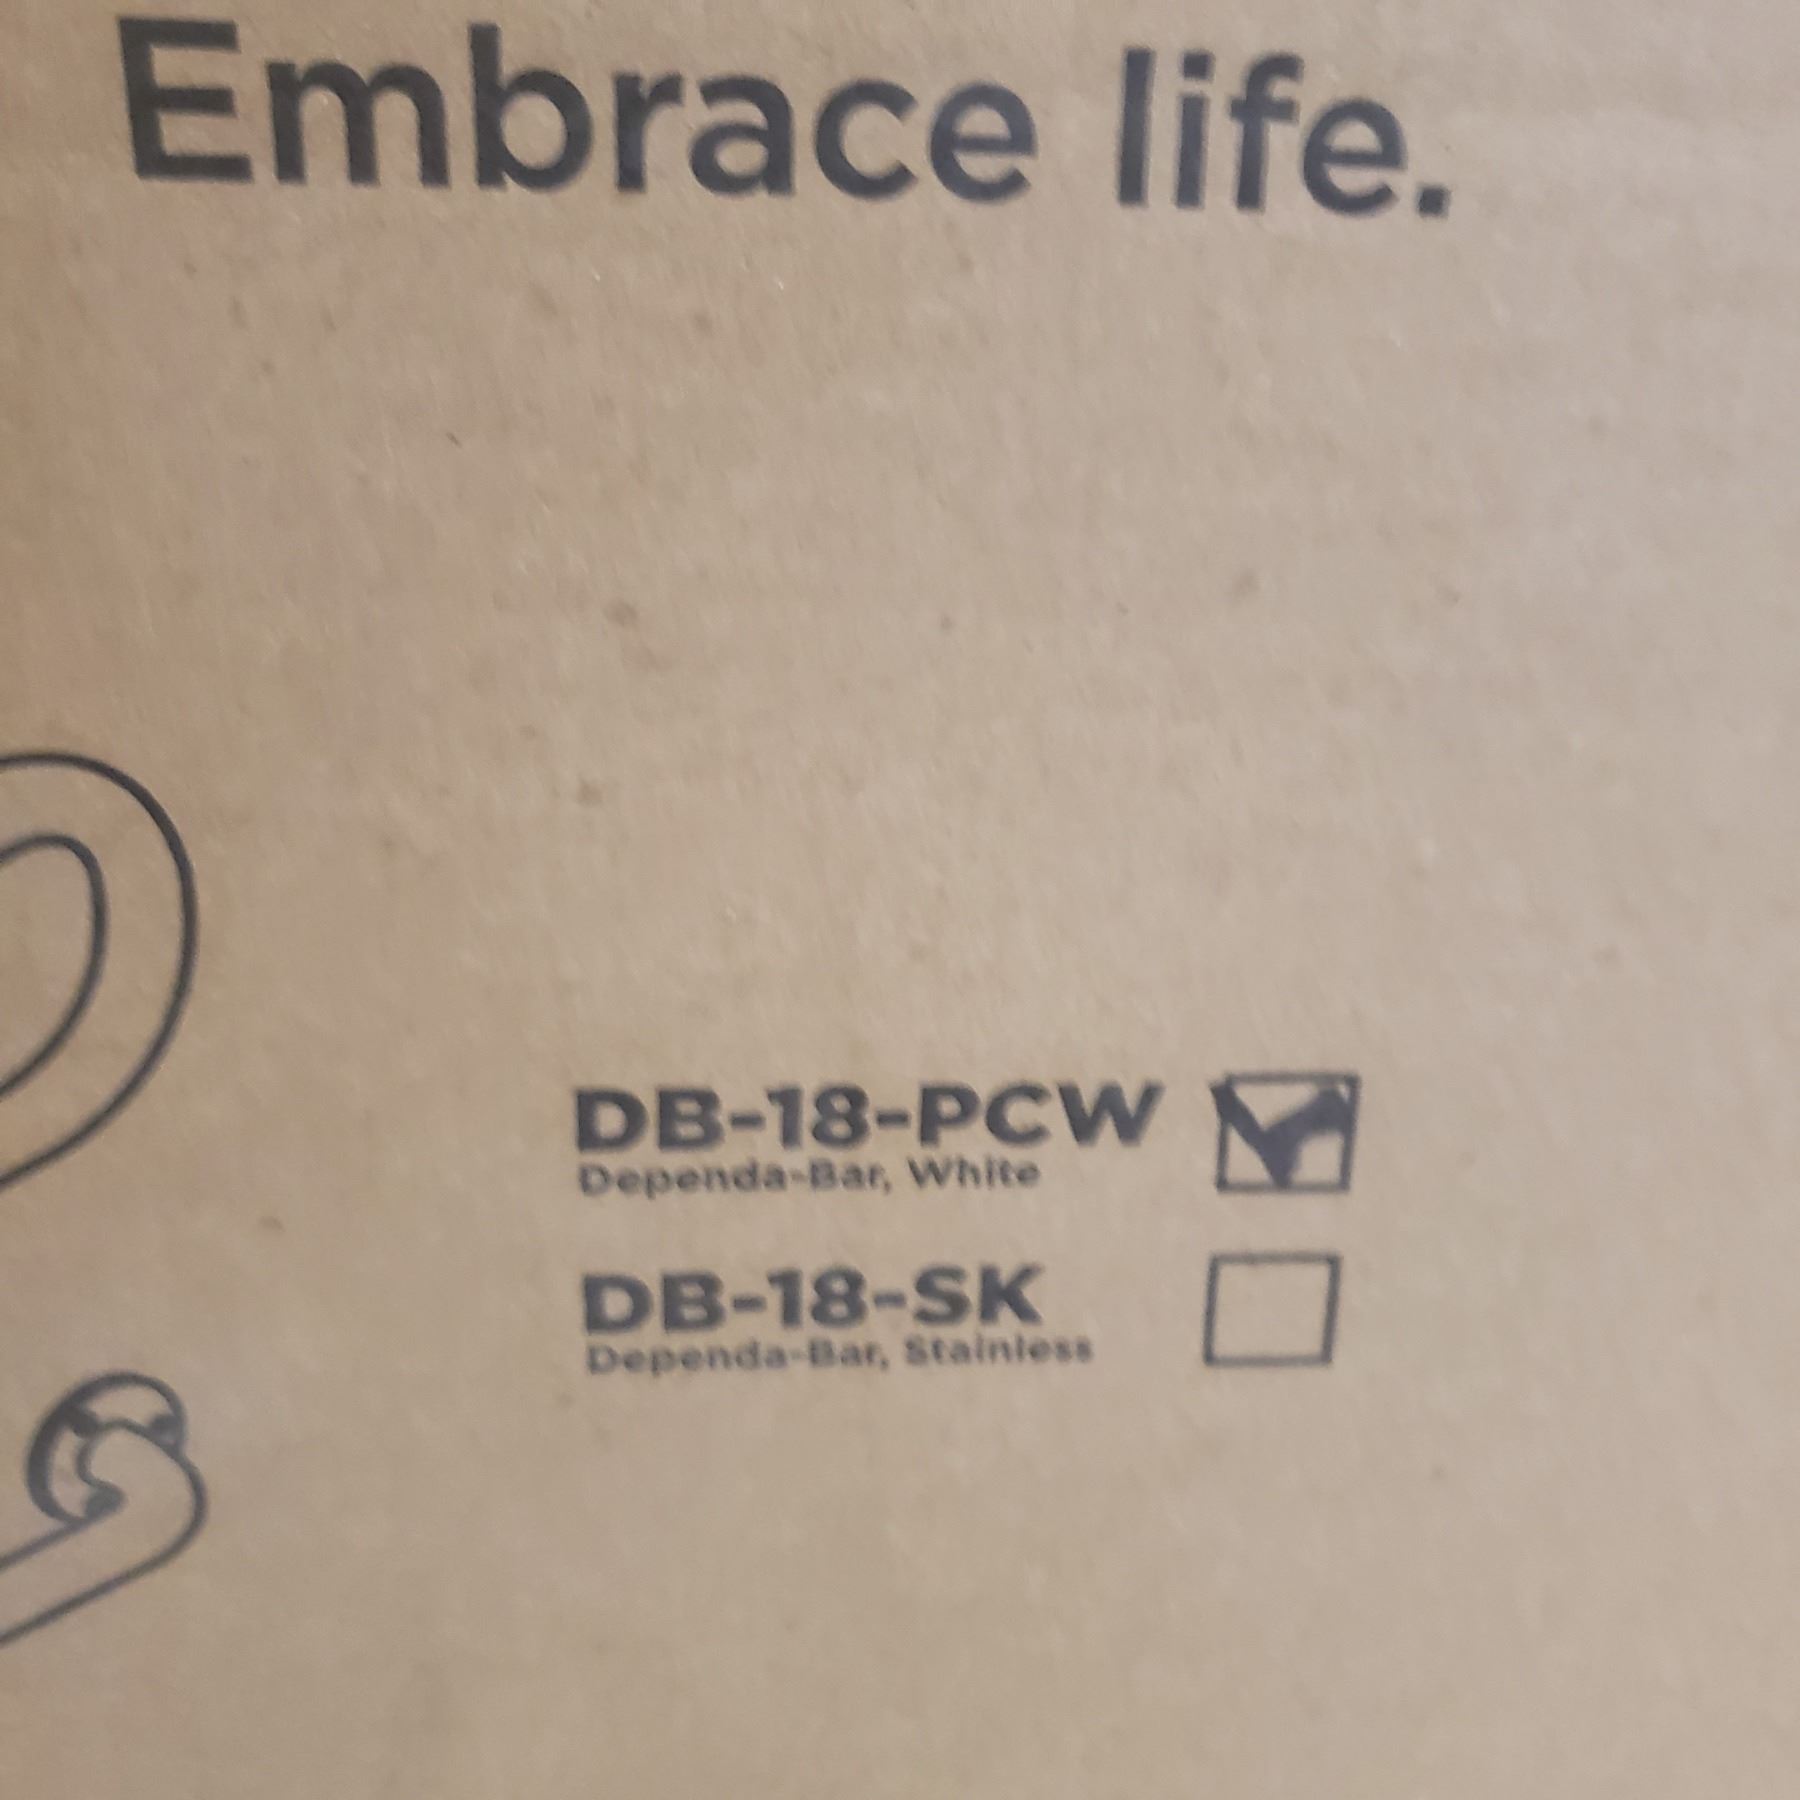 Embrace life.
DB-18-PCW
Dependa-Bar, White
DB-18-SK
Dependa-Bar, Stainless